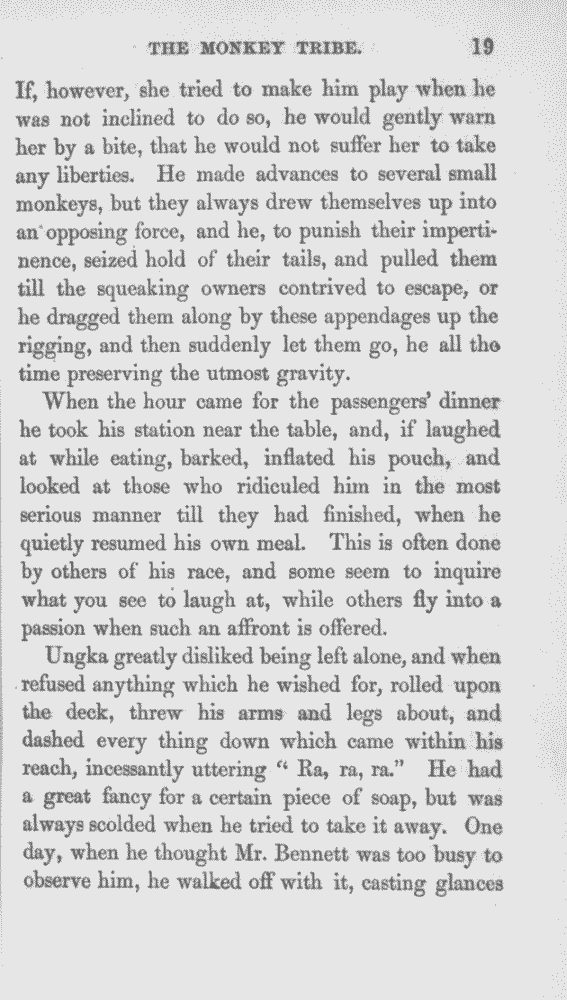 THE MONKEY TRIBE. 19
If, however, she tried to make him play when he
was not inclined to do so, he would gently warn
her by a bite, that he would not suffer her to take
any liberties. He made advances to several small
monkeys, but they always drew themselves up into
an opposing force, and he, to punish their imperti-
nence, seized hold of their tails, and pulled them
till the squeaking owners contrived to escape, or
he dragged them along by these appendages up the
rigging, and then suddenly let them go, he all the
time preserving the utmost gravity.
When the hour came for the passengers' dinner
he took his station near the table, and, if laughed
at while eating, barked, inflated his pouch, and
looked at those who ridiculed him in the most
serious manner till they had finished, when he
quietly resumed his own meal. This is often done
by others of his race, and some seem to inquire
what you see to laugh at, while others fly into a
passion when such an affront is offered.
Ungka greatly disliked being left alone, and when
refused anything which he wished for, rolled upon
the deck, threw his arms and legs about, and
dashed every thing down which came within his
reach, incessantly uttering “ Ra, ra, ra.” He had
a great fancy for a certain piece of soap, but was
always scolded when he tried to take it away. One
day, when he thought Mr. Bennett was too busy to
observe him, he walked off with it, casting glances